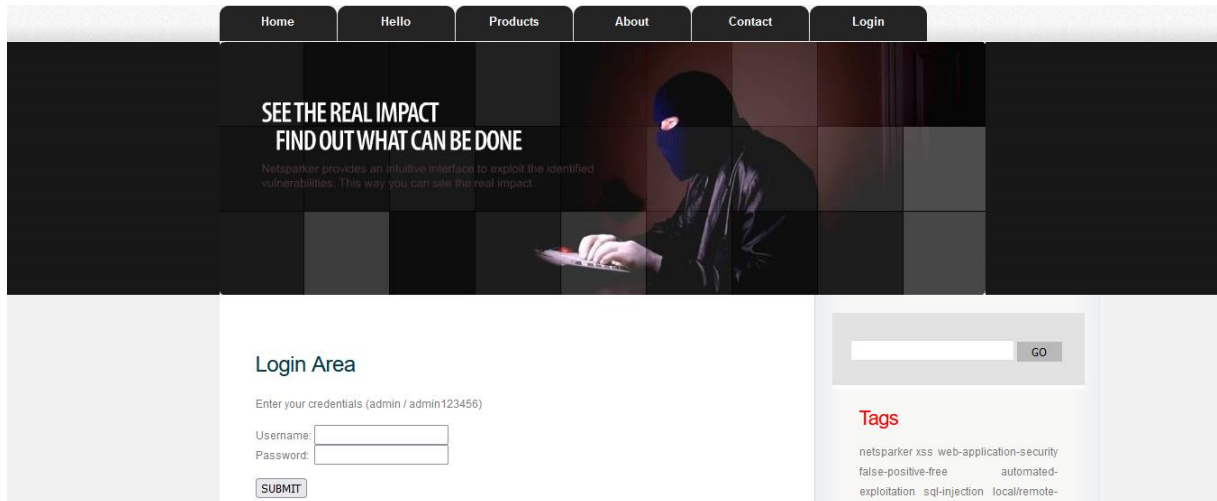 Home Hello Products About Contact Login
SEE THE REAL IMPACT
FIND OUT WHAT CAN BE DONE
Netsparker provides an intuitive interface to exploit the identified
vulnerabilities. This way you can see the real impact.
Login Area
Enter your credentials (admin / admin123456)
Username:
Password:
SUBMIT
GO
Tags
netsparker xss web-application-security
false-positive-free automated-
exploitation sql-injection local/remote-